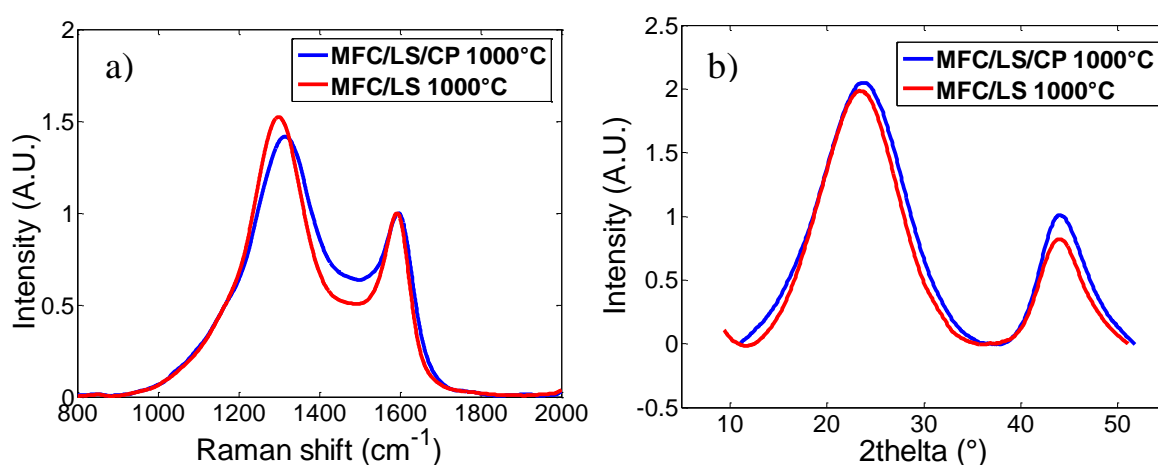 a)
MFC/LS/CP 1000°C
MFC/LS 1000°C
Intensity (A.U.)
2
1.5
1
0.5
0
800 1000 1200 1400 1600 1800 2000
Raman shift (cm⁻¹)
b)
MFC/LS/CP 1000°C
MFC/LS 1000°C
Intensity (A.U.)
2.5
2
1.5
1
0.5
0
-0.5
10 20 30 40 50
2thelta (°)